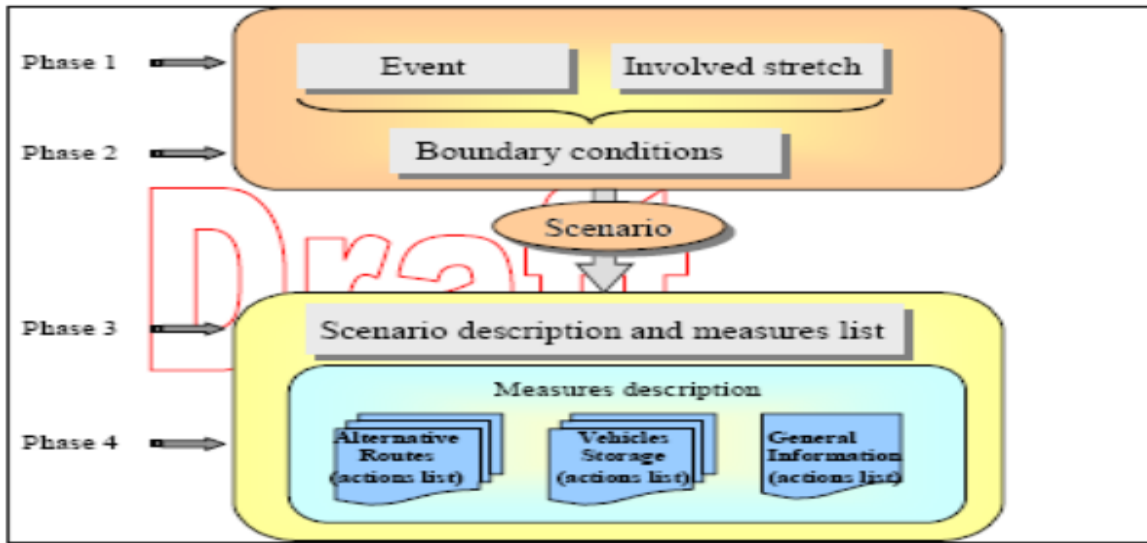 Phase 1
Event
Involved stretch
Phase 2
Boundary conditions
Draft
Scenario
Phase 3
Scenario description and measures list
Measures description
Phase 4
Alternative
Routes
(actions list)
Vehicles
Storage
(actions list)
General
Information
(actions list)